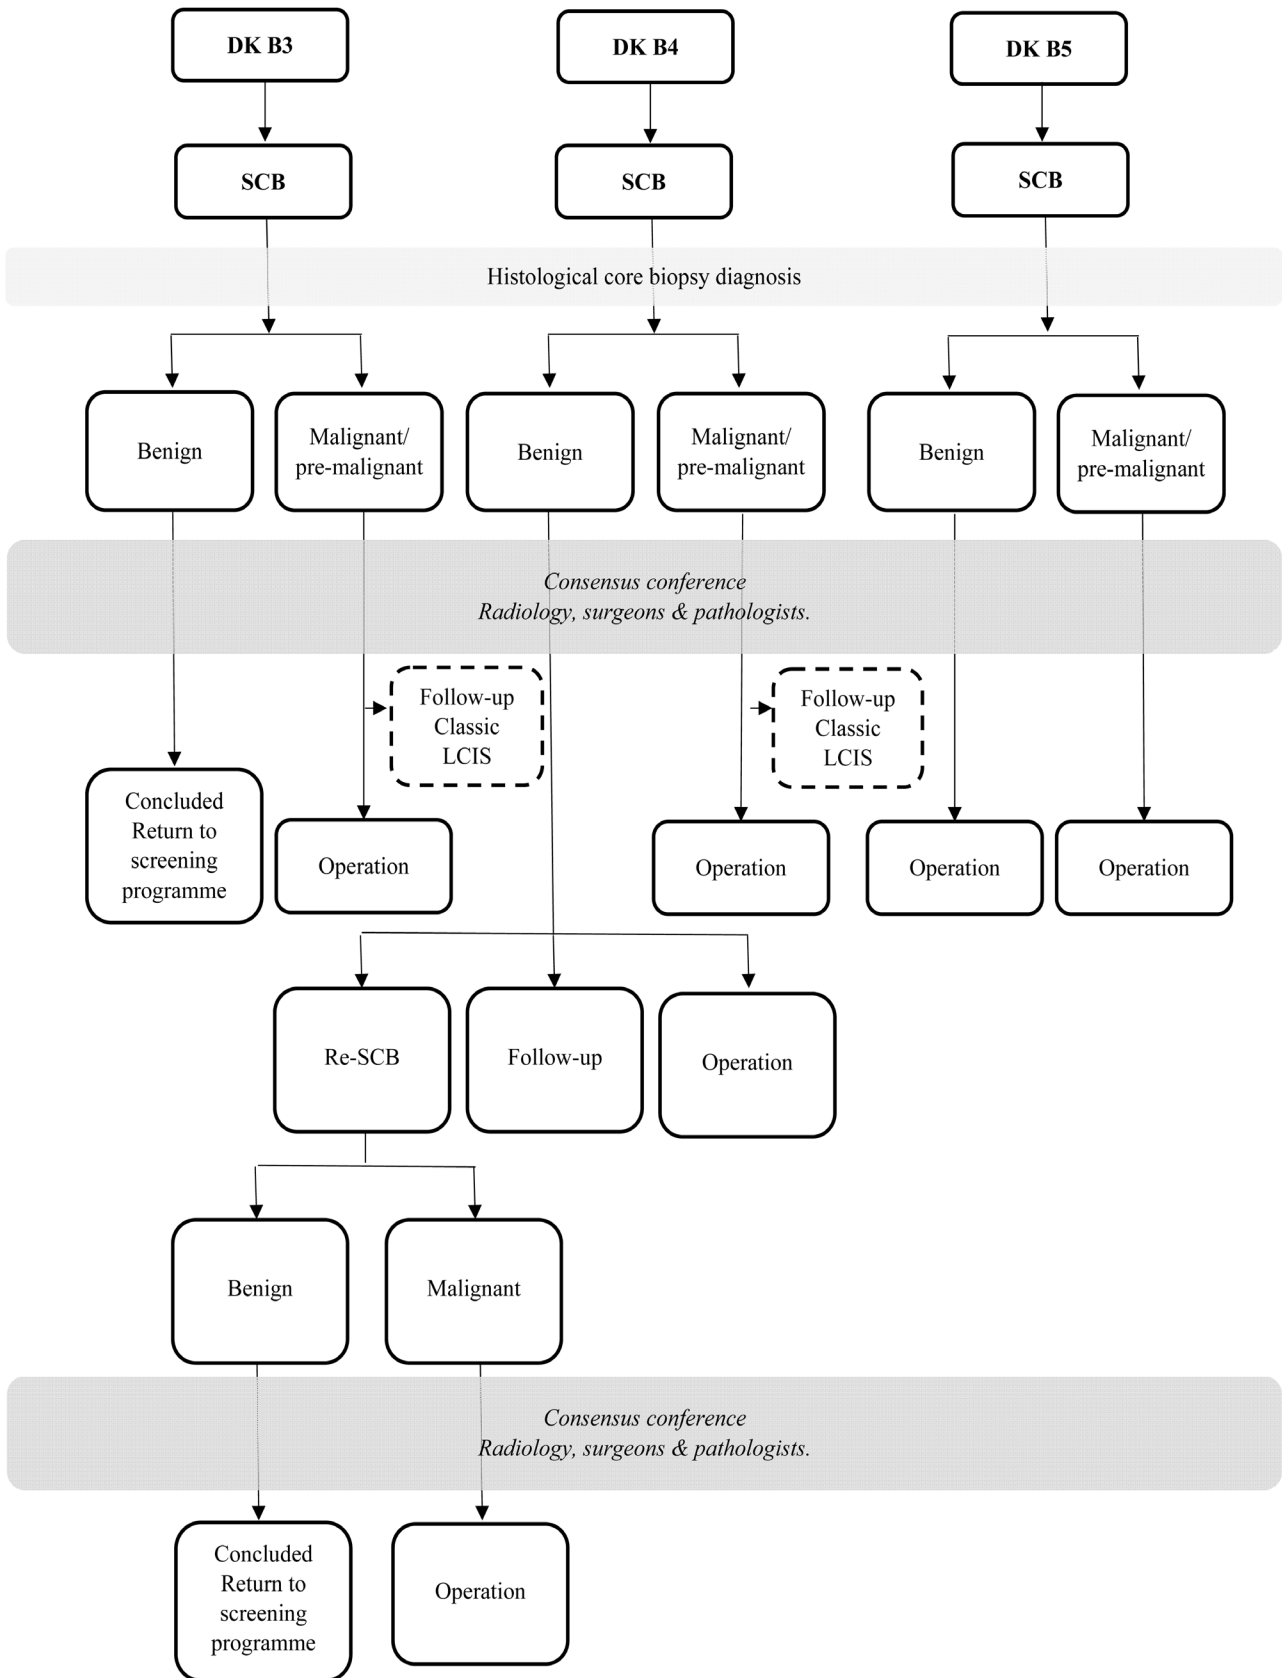 DK B3
DK B4
DK B5
SCB
SCB
SCB
Histological core biopsy diagnosis
Benign
Malignant/
pre-malignant
Benign
Malignant/
pre-malignant
Benign
Malignant/
pre-malignant
Consensus conference
Radiology, surgeons & pathologists.
Follow-up
Classic
LCIS
Follow-up
Classic
LCIS
Concluded
Return to
screening
programme
Operation
Operation
Operation
Operation
Re-SCB
Follow-up
Operation
Benign
Malignant
Consensus conference
Radiology, surgeons & pathologists.
Concluded
Return to
screening
programme
Operation